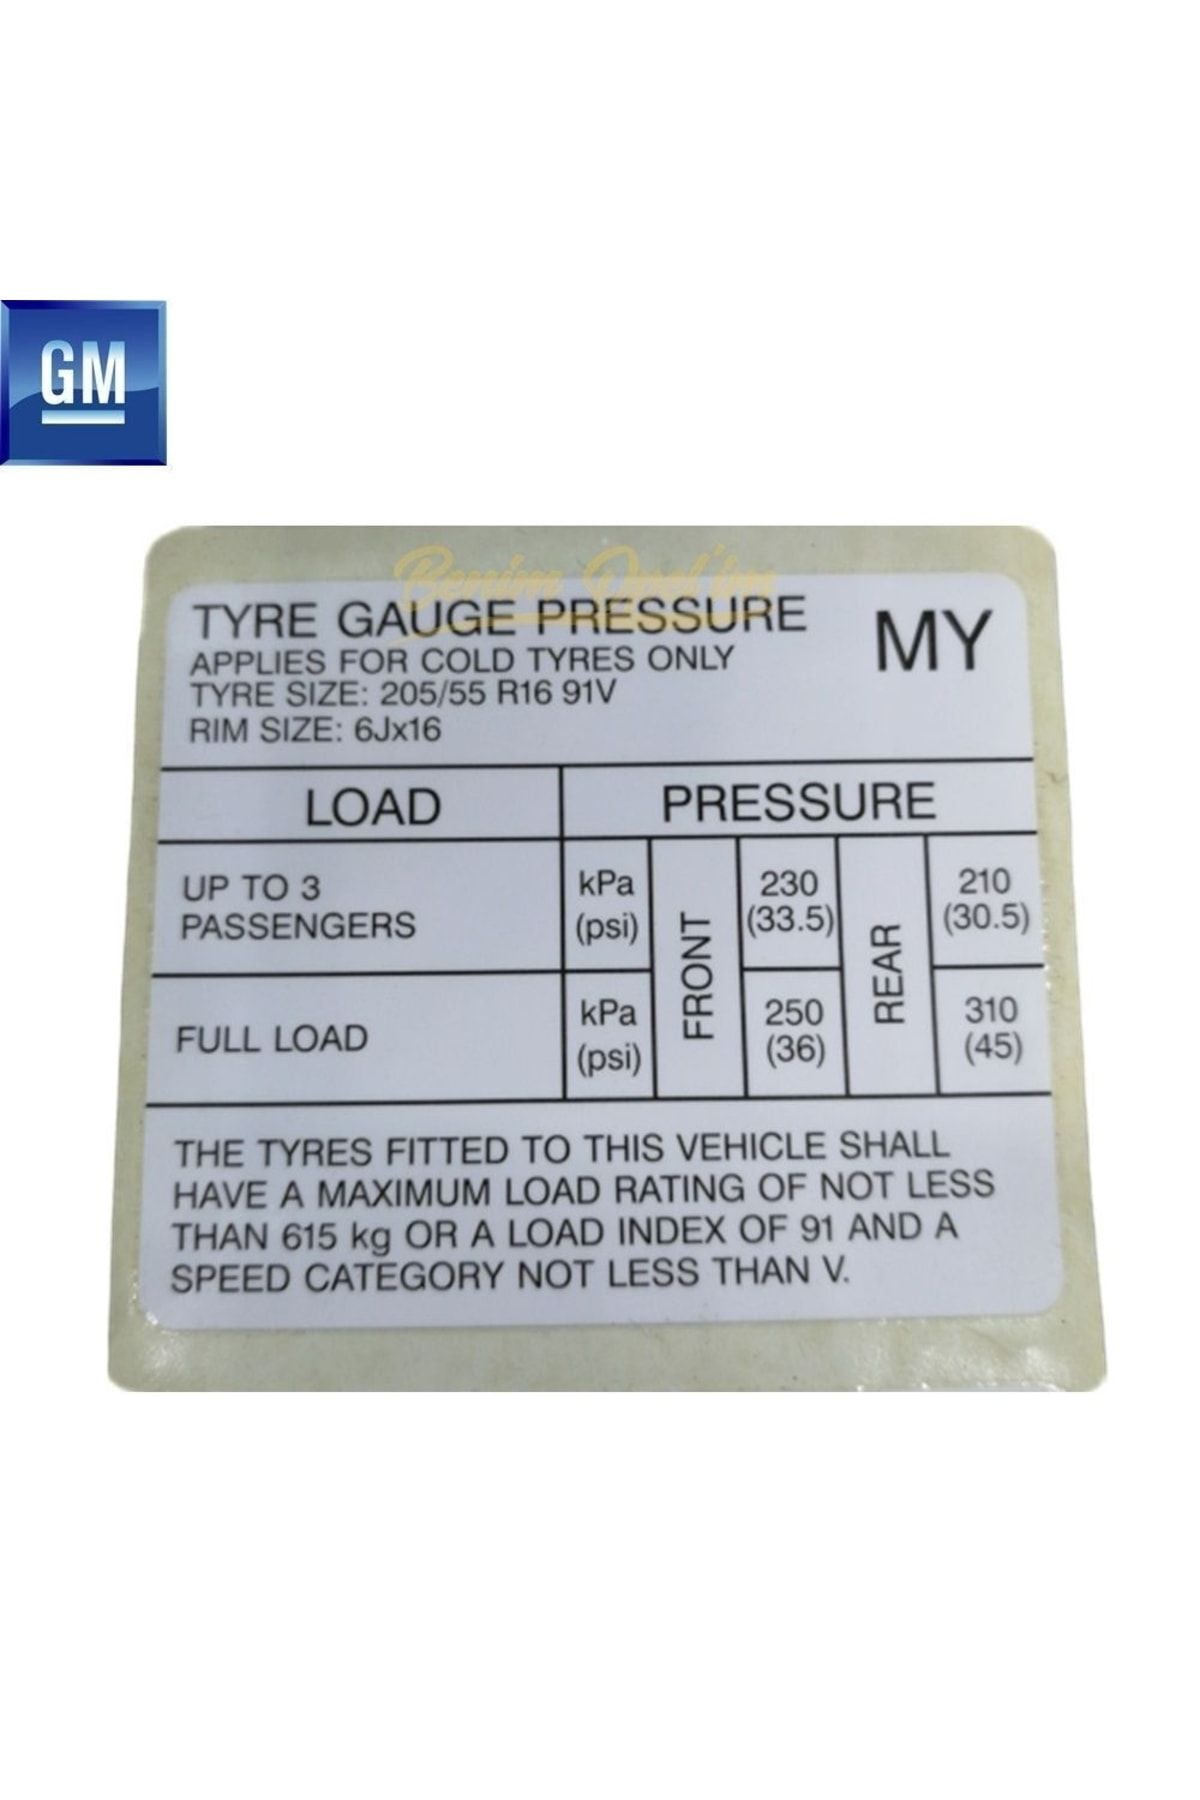 GM
Benim Opel'im
TYRE GAUGE PRESSURE
MY
APPLIES FOR COLD TYRES ONLY
TYRE SIZE: 205/55 R16 91V
RIM SIZE: 6Jx16
LOAD PRESSURE
UP TO 3
PASSENGERS
kPa
(psi)
FRONT
230
(33.5)
REAR
210
(30.5)
FULL LOAD
kPa
(psi)
250
(36)
310
(45)
THE TYRES FITTED TO THIS VEHICLE SHALL
HAVE A MAXIMUM LOAD RATING OF NOT LESS
THAN 615 kg OR A LOAD INDEX OF 91 AND A
SPEED CATEGORY NOT LESS THAN V.